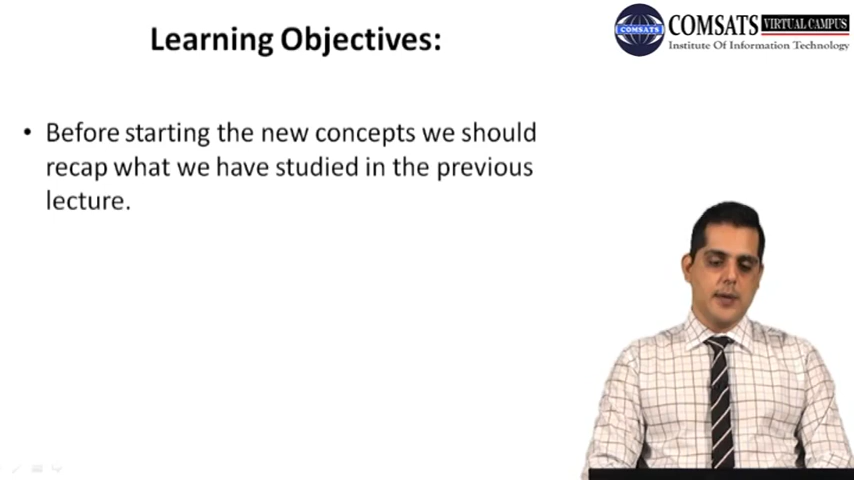 Learning Objectives:
COMSATS
COMSATS VIRTUAL CAMPUS
Institute Of Information Technology
• Before starting the new concepts we should
recap what we have studied in the previous
lecture.